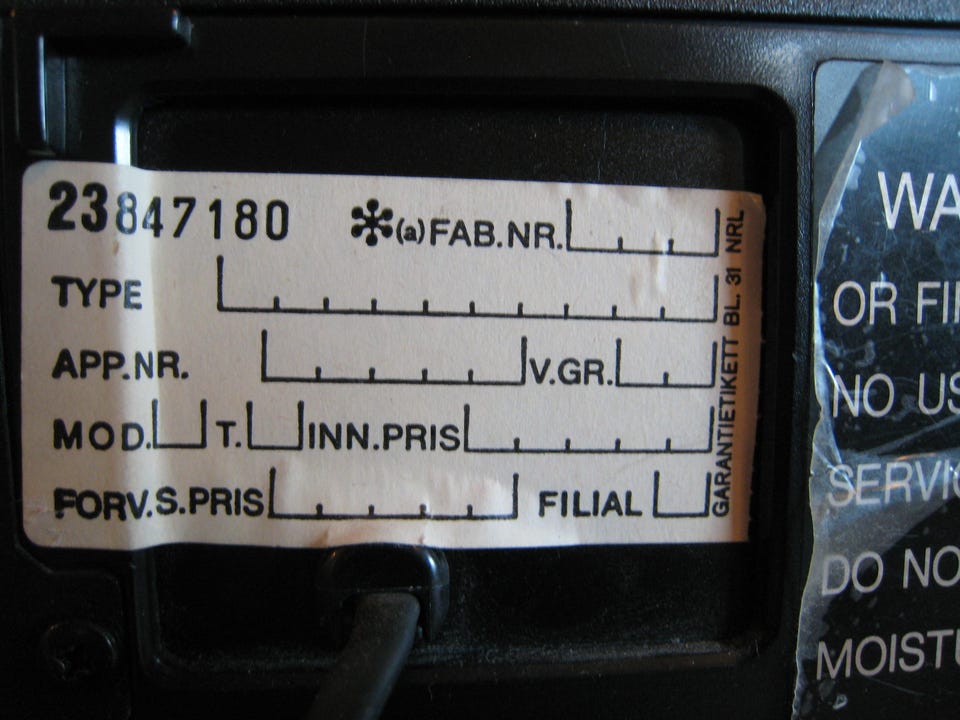 23847180 *(a) FAB.NR.
TYPE
APP.NR. V.GR.
MOD. T. INN.PRIS
FORV.S.PRIS FILIAL
GARANTIETIKETT BL. 31 NRL
WA
OR FI
NO US
SERVIC
DO NO
MOIST